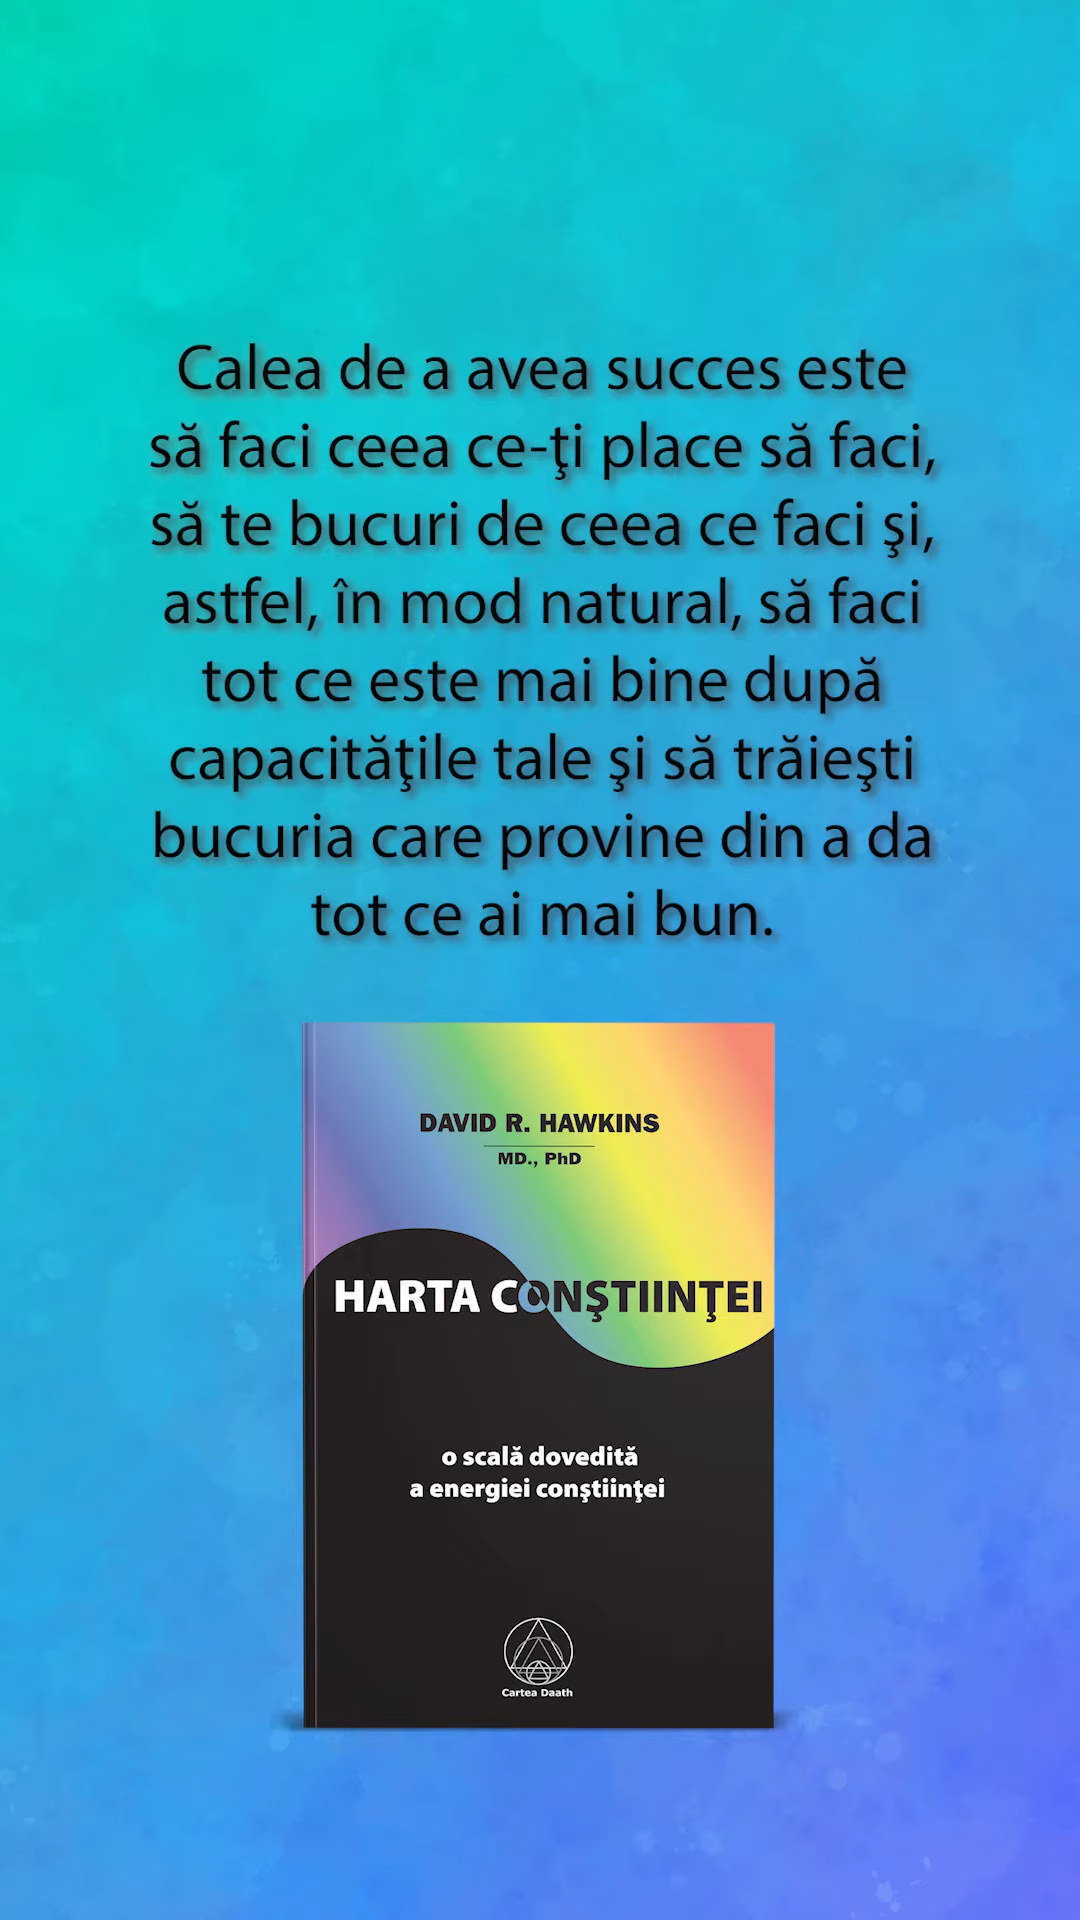 Calea de a avea succes este
să faci ceea ce-ţi place să faci,
să te bucuri de ceea ce faci şi,
astfel, în mod natural, să faci
tot ce este mai bine după
capacităţile tale şi să trăieşti
bucuria care provine din a da
tot ce ai mai bun.
DAVID R. HAWKINS
MD., PhD
HARTA CONŞTIINŢEI
o scală dovedită
a energiei conştiinţei
Cartea Daath